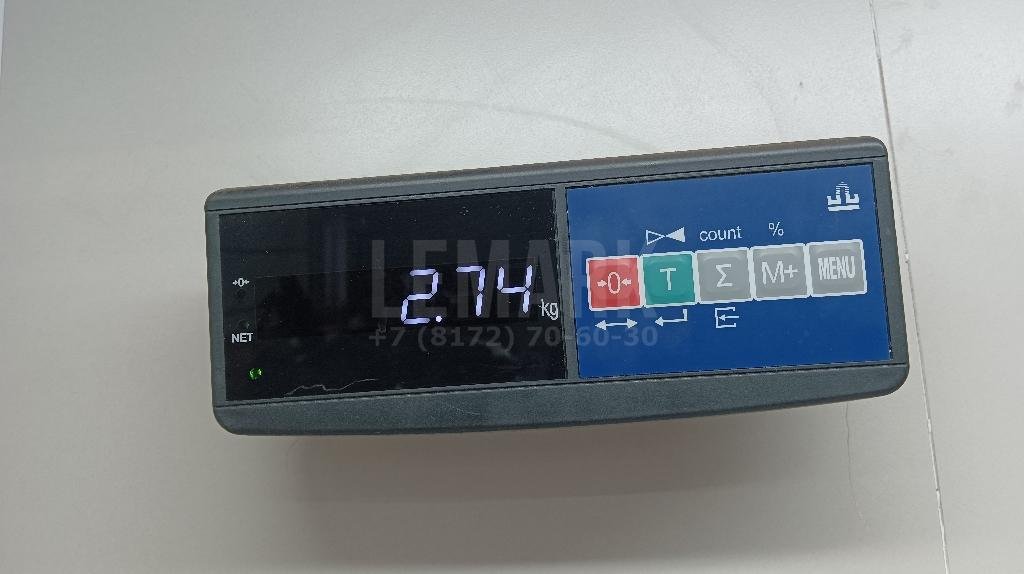 count %
→0← T Σ M+ MENU
→0←
2.74 kg
NET
LEMARK
+7 (8172) 70-60-30